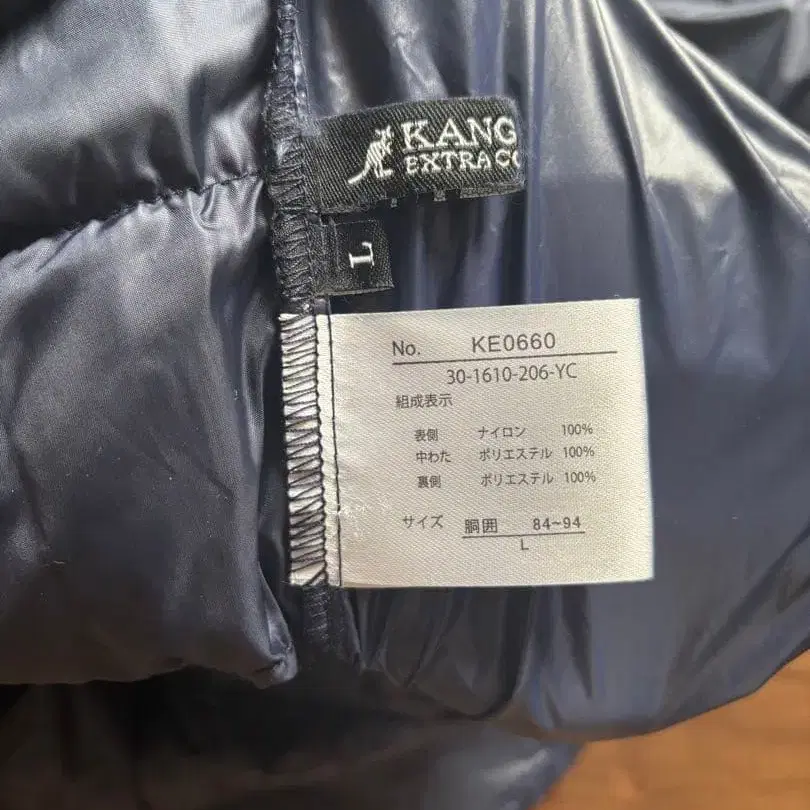 KANG
EXTRA CO
L
No. KE0660
30-1610-206-YC
組成表示
表側 ナイロン 100%
中わた ポリエステル 100%
裏側 ポリエステル 100%
サイズ 胴囲 84~94
L